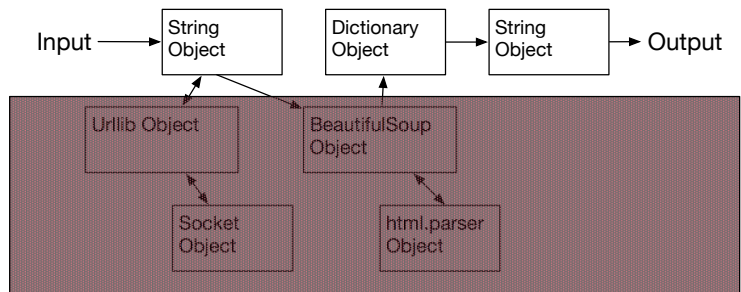 Input
String
Object
Dictionary
Object
String
Object
Output
Urllib Object
BeautifulSoup
Object
Socket
Object
html.parser
Object